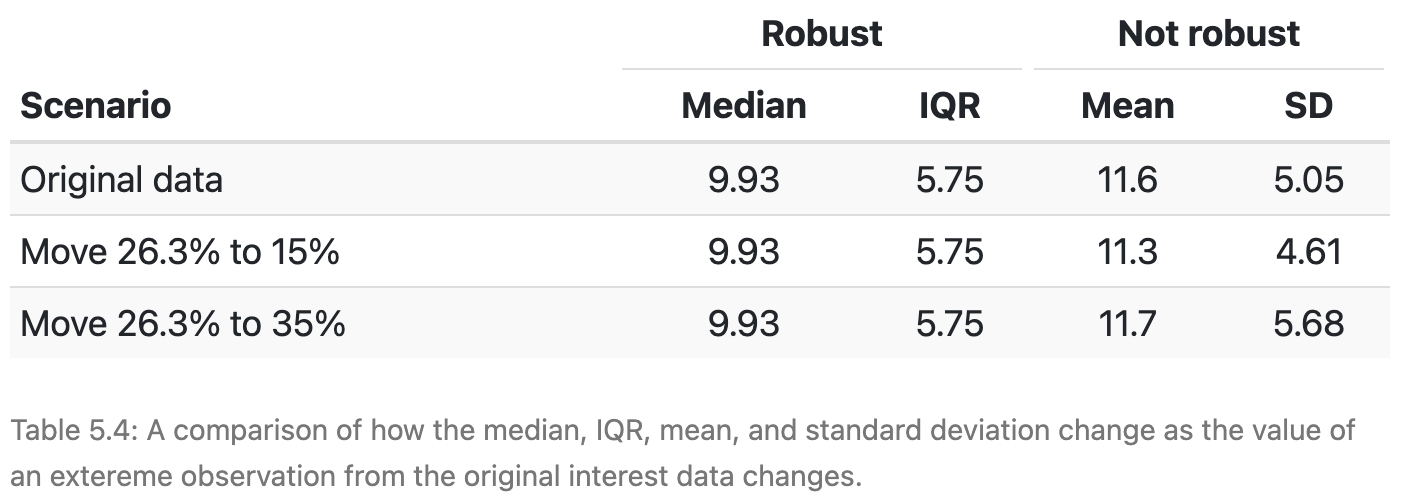 Robust Not robust
Scenario Median IQR Mean SD
Original data 9.93 5.75 11.6 5.05
Move 26.3% to 15% 9.93 5.75 11.3 4.61
Move 26.3% to 35% 9.93 5.75 11.7 5.68
Table 5.4: A comparison of how the median, IQR, mean, and standard deviation change as the value of
an extereme observation from the original interest data changes.